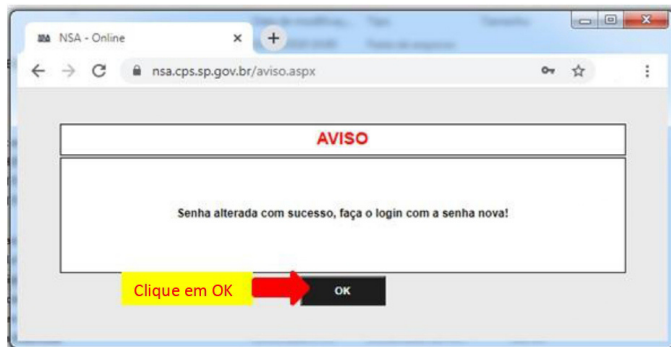 NSA - Online
nsa.cps.sp.gov.br/aviso.aspx
AVISO
Senha alterada com sucesso, faça o login com a senha nova!
Clique em OK
OK